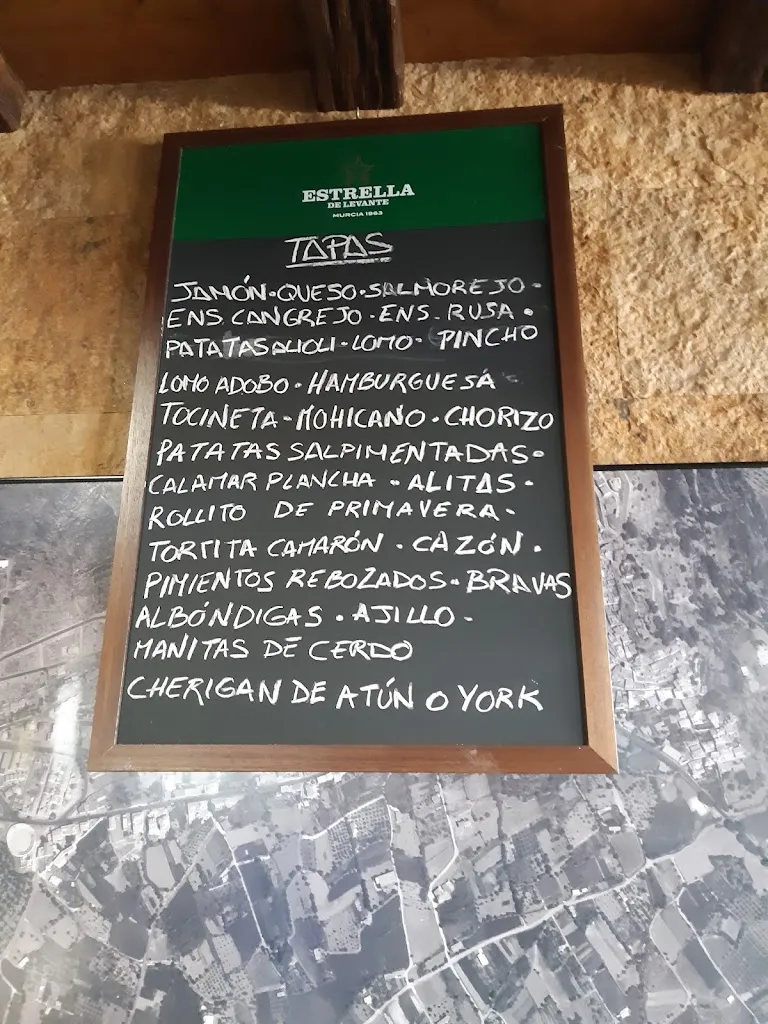 ESTRELLA
DE LEVANTE
MURCIA 1963
TAPAS
JAMÓN·QUESO·SALMOREJO·
ENS. CANGREJO·ENS. RUSA·
PATATAS ALIOLI·LOMO· PINCHO
LOMO ADOBO·HAMBURGUESA
TOCINETA·MOHICANO·CHORIZO
PATATAS SALPIMENTADAS·
CALAMAR PLANCHA·ALITAS·
ROLLITO DE PRIMAVERA·
TORTITA CAMARÓN·CAZÓN·
PIMIENTOS REBOZADOS·BRAVAS
ALBÓNDIGAS·AJILLO·
MANITAS DE CERDO
CHERIGAN DE ATÚN O YORK